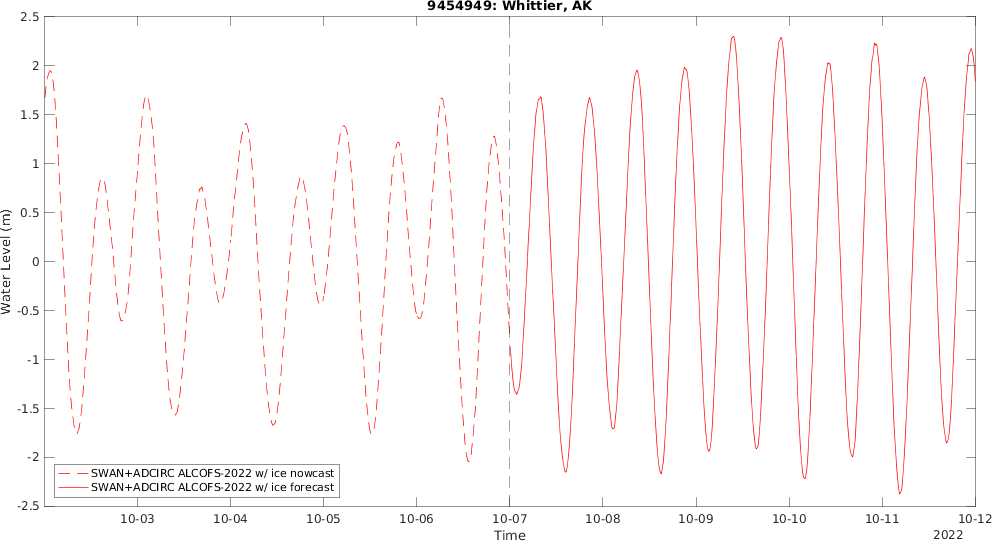 9454949: Whittier, AK
2.5
2
1.5
1
0.5
0
-0.5
-1
-1.5
-2
-2.5
Water Level (m)
SWAN+ADCIRC ALCOFS-2022 w/ ice nowcast
SWAN+ADCIRC ALCOFS-2022 w/ ice forecast
10-03 10-04 10-05 10-06 10-07 10-08 10-09 10-10 10-11 10-12
Time
2022